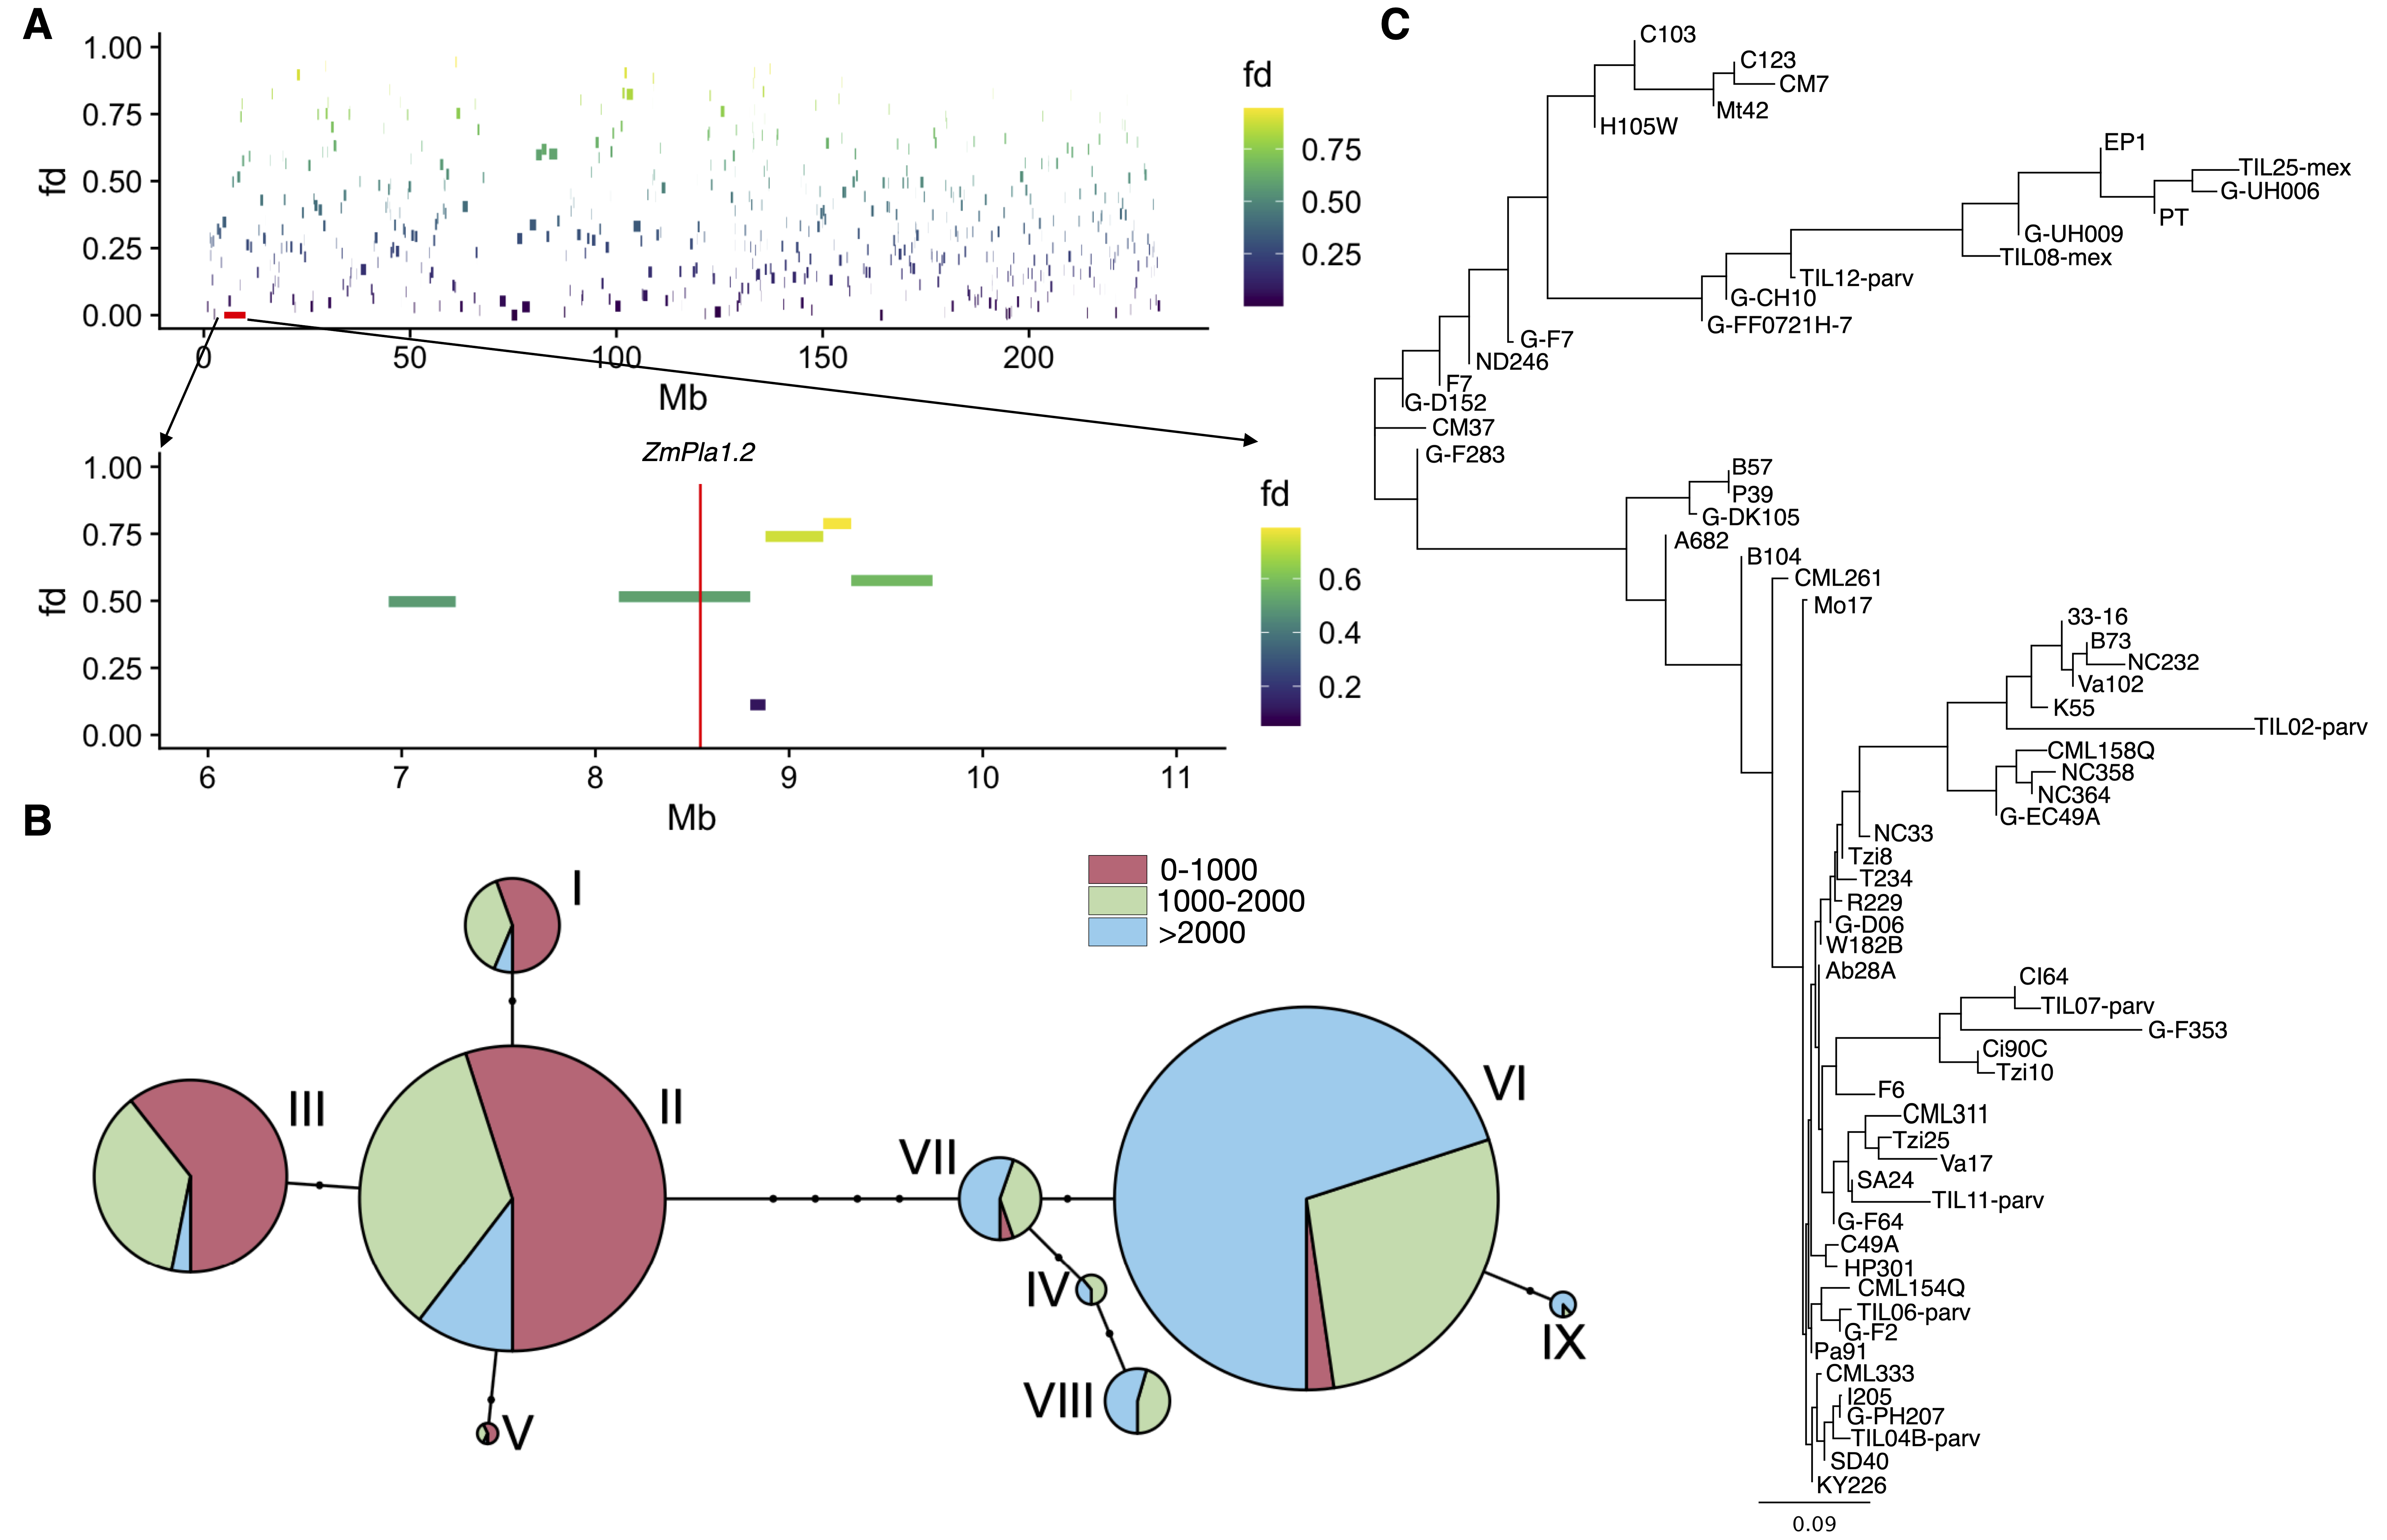 A
1.00
0.75
0.50
0.25
0.00
fd
0
50
100
150
200
Mb
fd
0.75
0.50
0.25
ZmPla1.2
1.00
0.75
0.50
0.25
0.00
fd
6
7
8
9
10
11
Mb
fd
0.6
0.4
0.2
B
0-1000
1000-2000
>2000
I
II
III
VII
VI
IV
VIII
IX
V
C
C103
C123
CM7
Mt42
H105W
EP1
TIL25-mex
G-UH006
PT
G-UH009
TIL08-mex
TIL12-parv
G-CH10
G-FF0721H-7
G-F7
ND246
F7
G-D152
CM37
G-F283
B57
P39
G-DK105
A682
B104
CML261
Mo17
33-16
B73
NC232
Va102
K55
TIL02-parv
CML158Q
NC358
NC364
G-EC49A
NC33
Tzi8
T234
R229
G-D06
W182B
Ab28A
CI64
TIL07-parv
G-F353
Ci90C
Tzi10
F6
CML311
Tzi25
Va17
SA24
TIL11-parv
G-F64
C49A
HP301
CML154Q
TIL06-parv
G-F2
Pa91
CML333
I205
G-PH207
TIL04B-parv
SD40
KY226
0.09